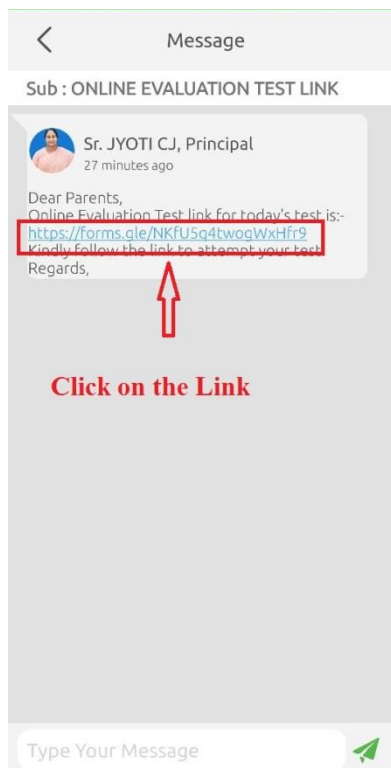 Message
Sub : ONLINE EVALUATION TEST LINK
Sr. JYOTI CJ, Principal
27 minutes ago
Dear Parents,
Online Evaluation Test link for today's test is:-
https://forms.gle/NKfU5q4twogWxHfr9
Kindly follow the link to attempt your test
Regards,
Click on the Link
Type Your Message